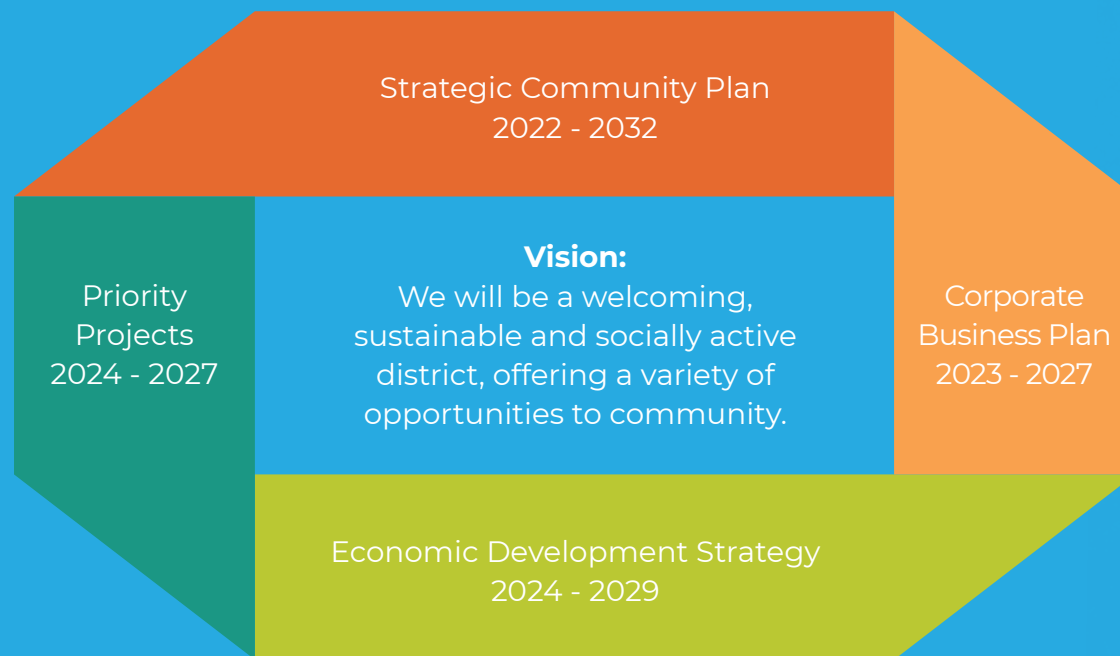 Strategic Community Plan
2022 - 2032
Vision:
We will be a welcoming,
sustainable and socially active
district, offering a variety of
opportunities to community.
Priority
Projects
2024 - 2027
Corporate
Business Plan
2023 - 2027
Economic Development Strategy
2024 - 2029